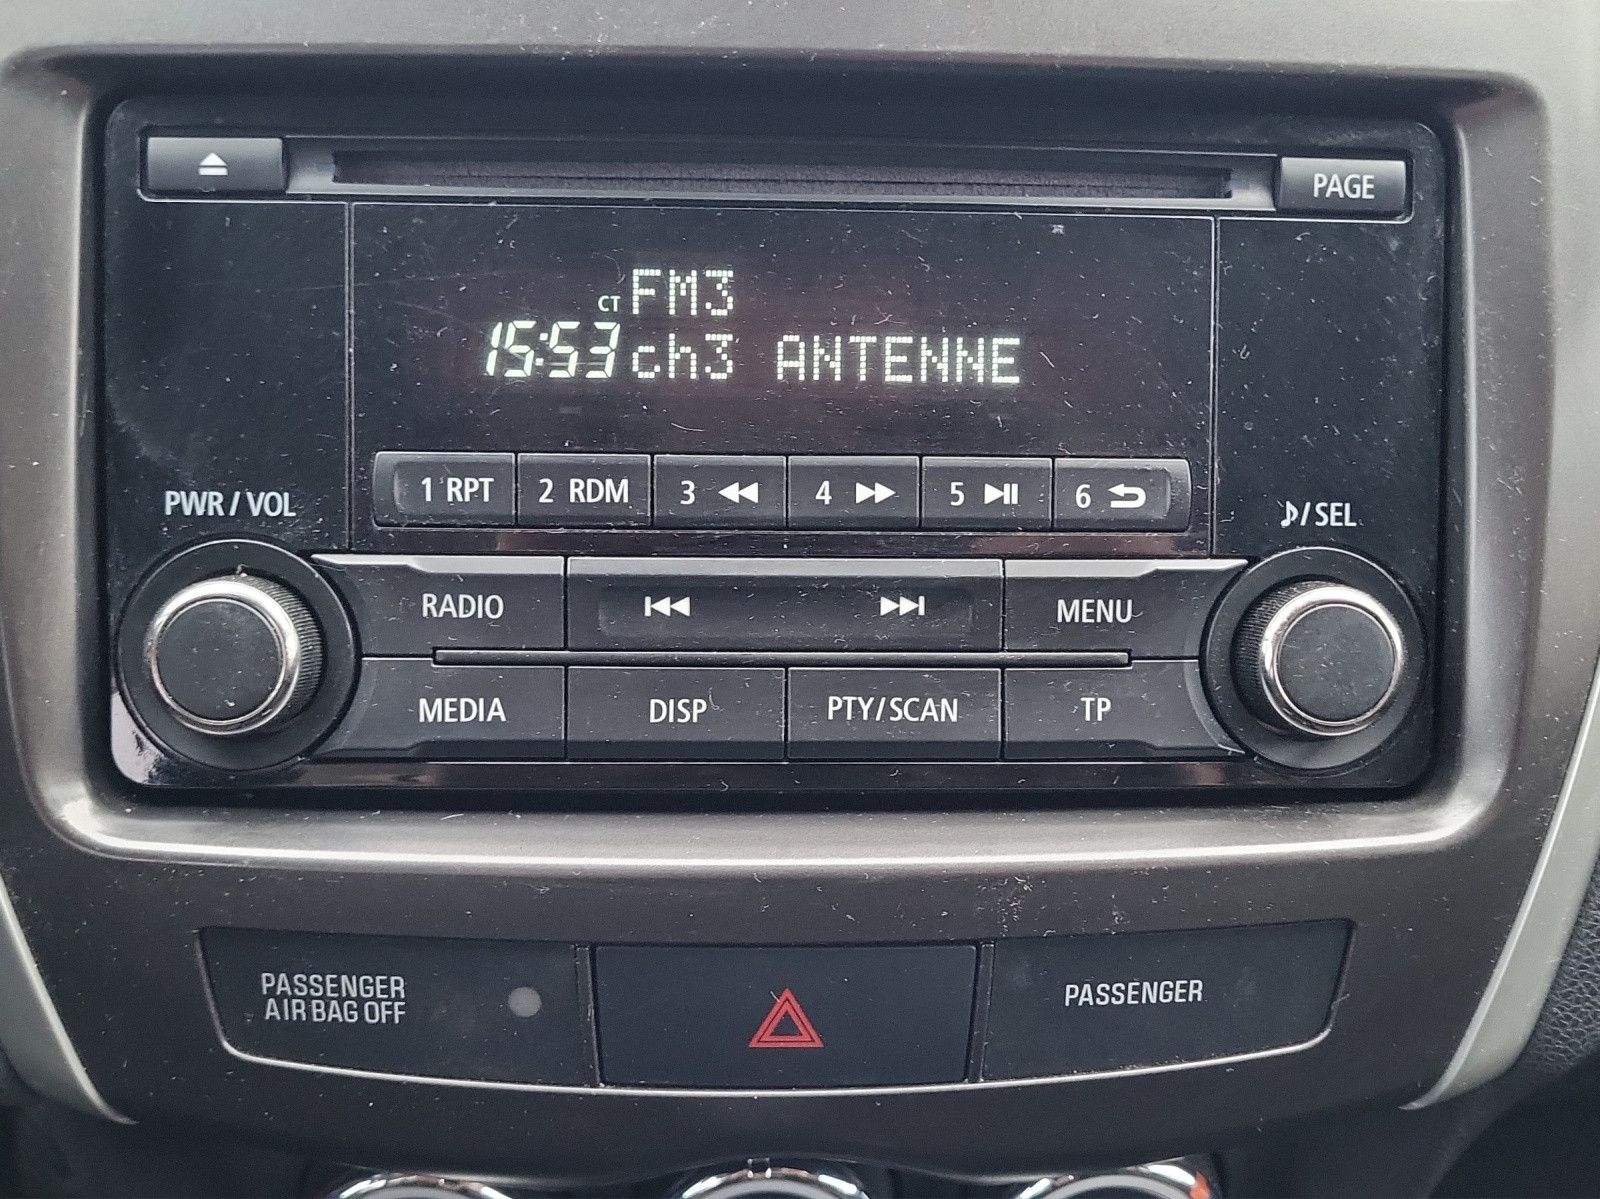 PAGE
CT FM3
15:53 ch3 ANTENNE
1 RPT 2 RDM 3 4 5 6
PWR / VOL
♪/ SEL
RADIO MENU
MEDIA DISP PTY/SCAN TP
PASSENGER
AIR BAG OFF
PASSENGER